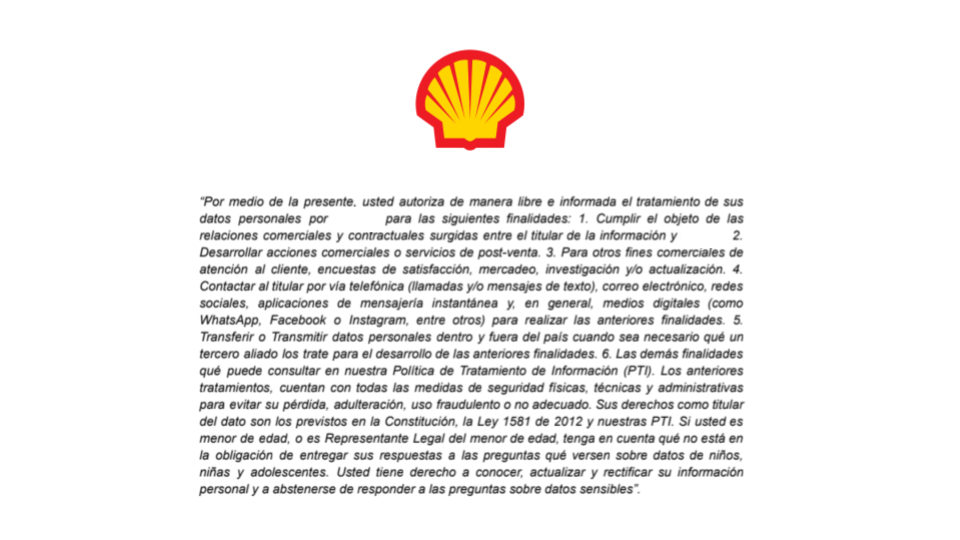 “Por medio de la presente, usted autoriza de manera libre e informada el tratamiento de sus
datos personales por para las siguientes finalidades: 1. Cumplir el objeto de las
relaciones comerciales y contractuales surgidas entre el titular de la información y 2.
Desarrollar acciones comerciales o servicios de post-venta. 3. Para otros fines comerciales de
atención al cliente, encuestas de satisfacción, mercadeo, investigación y/o actualización. 4.
Contactar al titular por vía telefónica (llamadas y/o mensajes de texto), correo electrónico, redes
sociales, aplicaciones de mensajería instantánea y, en general, medios digitales (como
WhatsApp, Facebook o Instagram, entre otros) para realizar las anteriores finalidades. 5.
Transferir o Transmitir datos personales dentro y fuera del país cuando sea necesario qué un
tercero aliado los trate para el desarrollo de las anteriores finalidades. 6. Las demás finalidades
qué puede consultar en nuestra Política de Tratamiento de Información (PTI). Los anteriores
tratamientos, cuentan con todas las medidas de seguridad físicas, técnicas y administrativas
para evitar su pérdida, adulteración, uso fraudulento o no adecuado. Sus derechos como titular
del dato son los previstos en la Constitución, la Ley 1581 de 2012 y nuestras PTI. Si usted es
menor de edad, o es Representante Legal del menor de edad, tenga en cuenta qué no está en
la obligación de entregar sus respuestas a las preguntas qué versen sobre datos de niños,
niñas y adolescentes. Usted tiene derecho a conocer, actualizar y rectificar su información
personal y a abstenerse de responder a las preguntas sobre datos sensibles”.